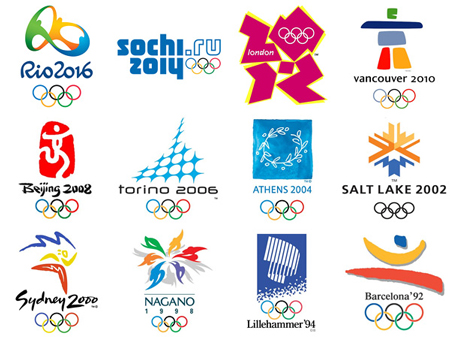 Rio2016
sochi.ru
2014
london
vancouver 2010
Beijing 2008
torino 2006
ATHENS 2004
SALT LAKE 2002
Sydney 2000
NAGANO
1998
Lillehammer'94
Barcelona'92